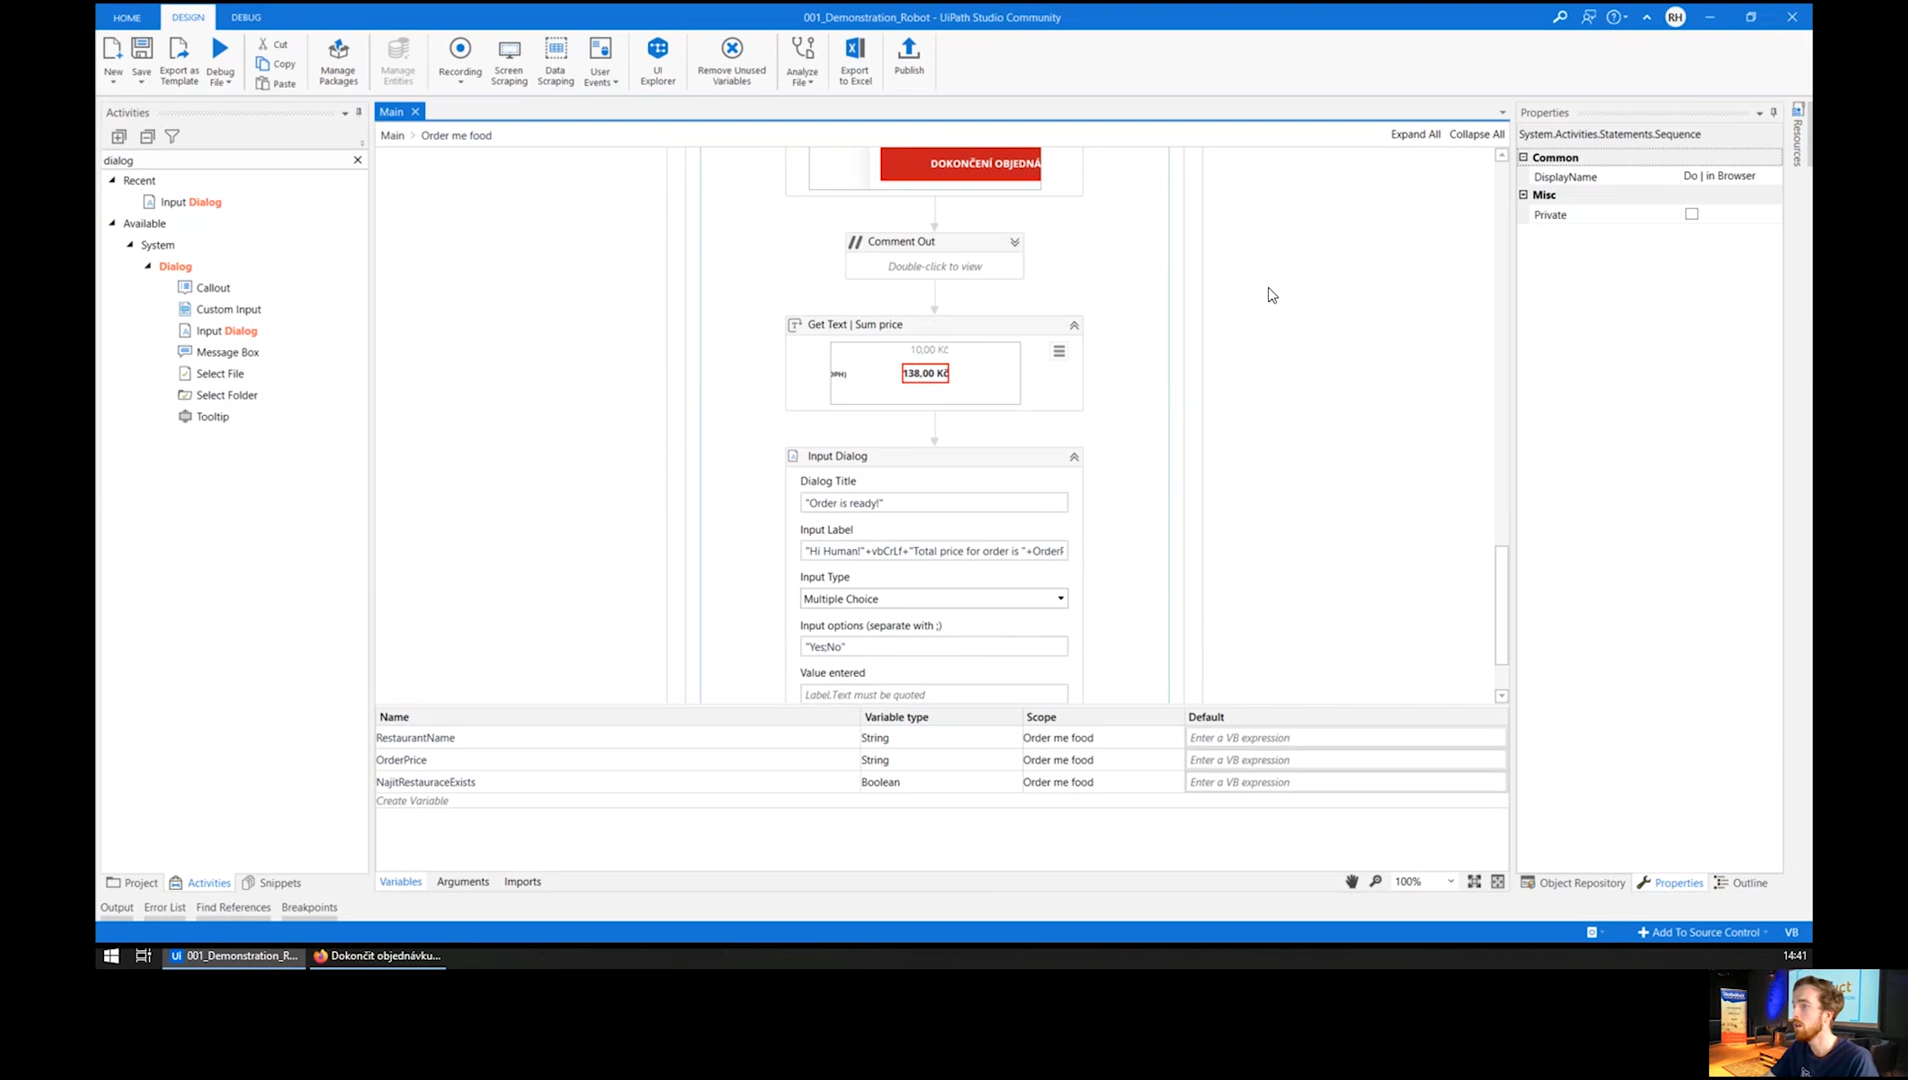 HOME
DESIGN
DEBUG
001_Demonstration_Robot - UiPath Studio Community
RH
New
Save
Export as Template
Debug File
Cut
Copy
Paste
Manage Packages
Manage Entities
Recording
Screen Scraping
Data Scraping
User Events
UI Explorer
Remove Unused Variables
Analyze File
Export to Excel
Publish
Activities
dialog
Recent
Input Dialog
Available
System
Dialog
Callout
Custom Input
Input Dialog
Message Box
Select File
Select Folder
Tooltip
Project
Activities
Snippets
Main
Main > Order me food
Expand All
Collapse All
DOKONČENÍ OBJEDNÁ
// Comment Out
Double-click to view
Get Text | Sum price
10,00 Kč
DPH)
138,00 Kč
Input Dialog
Dialog Title
"Order is ready!"
Input Label
"Hi Human!"+vbCrLf+"Total price for order is "+OrderP
Input Type
Multiple Choice
Input options (separate with ;)
"Yes;No"
Value entered
Label.Text must be quoted
Name Variable type Scope Default
RestaurantName String Order me food Enter a VB expression
OrderPrice String Order me food Enter a VB expression
NajitRestauraceExists Boolean Order me food Enter a VB expression
Create Variable
Variables
Arguments
Imports
100%
Properties
System.Activities.Statements.Sequence
Common
DisplayName Do | in Browser
Misc
Private
Resources
Object Repository
Properties
Outline
Output
Error List
Find References
Breakpoints
Add To Source Control
VB
Ui 001_Demonstration_R...
Dokončit objednávku...
14:41